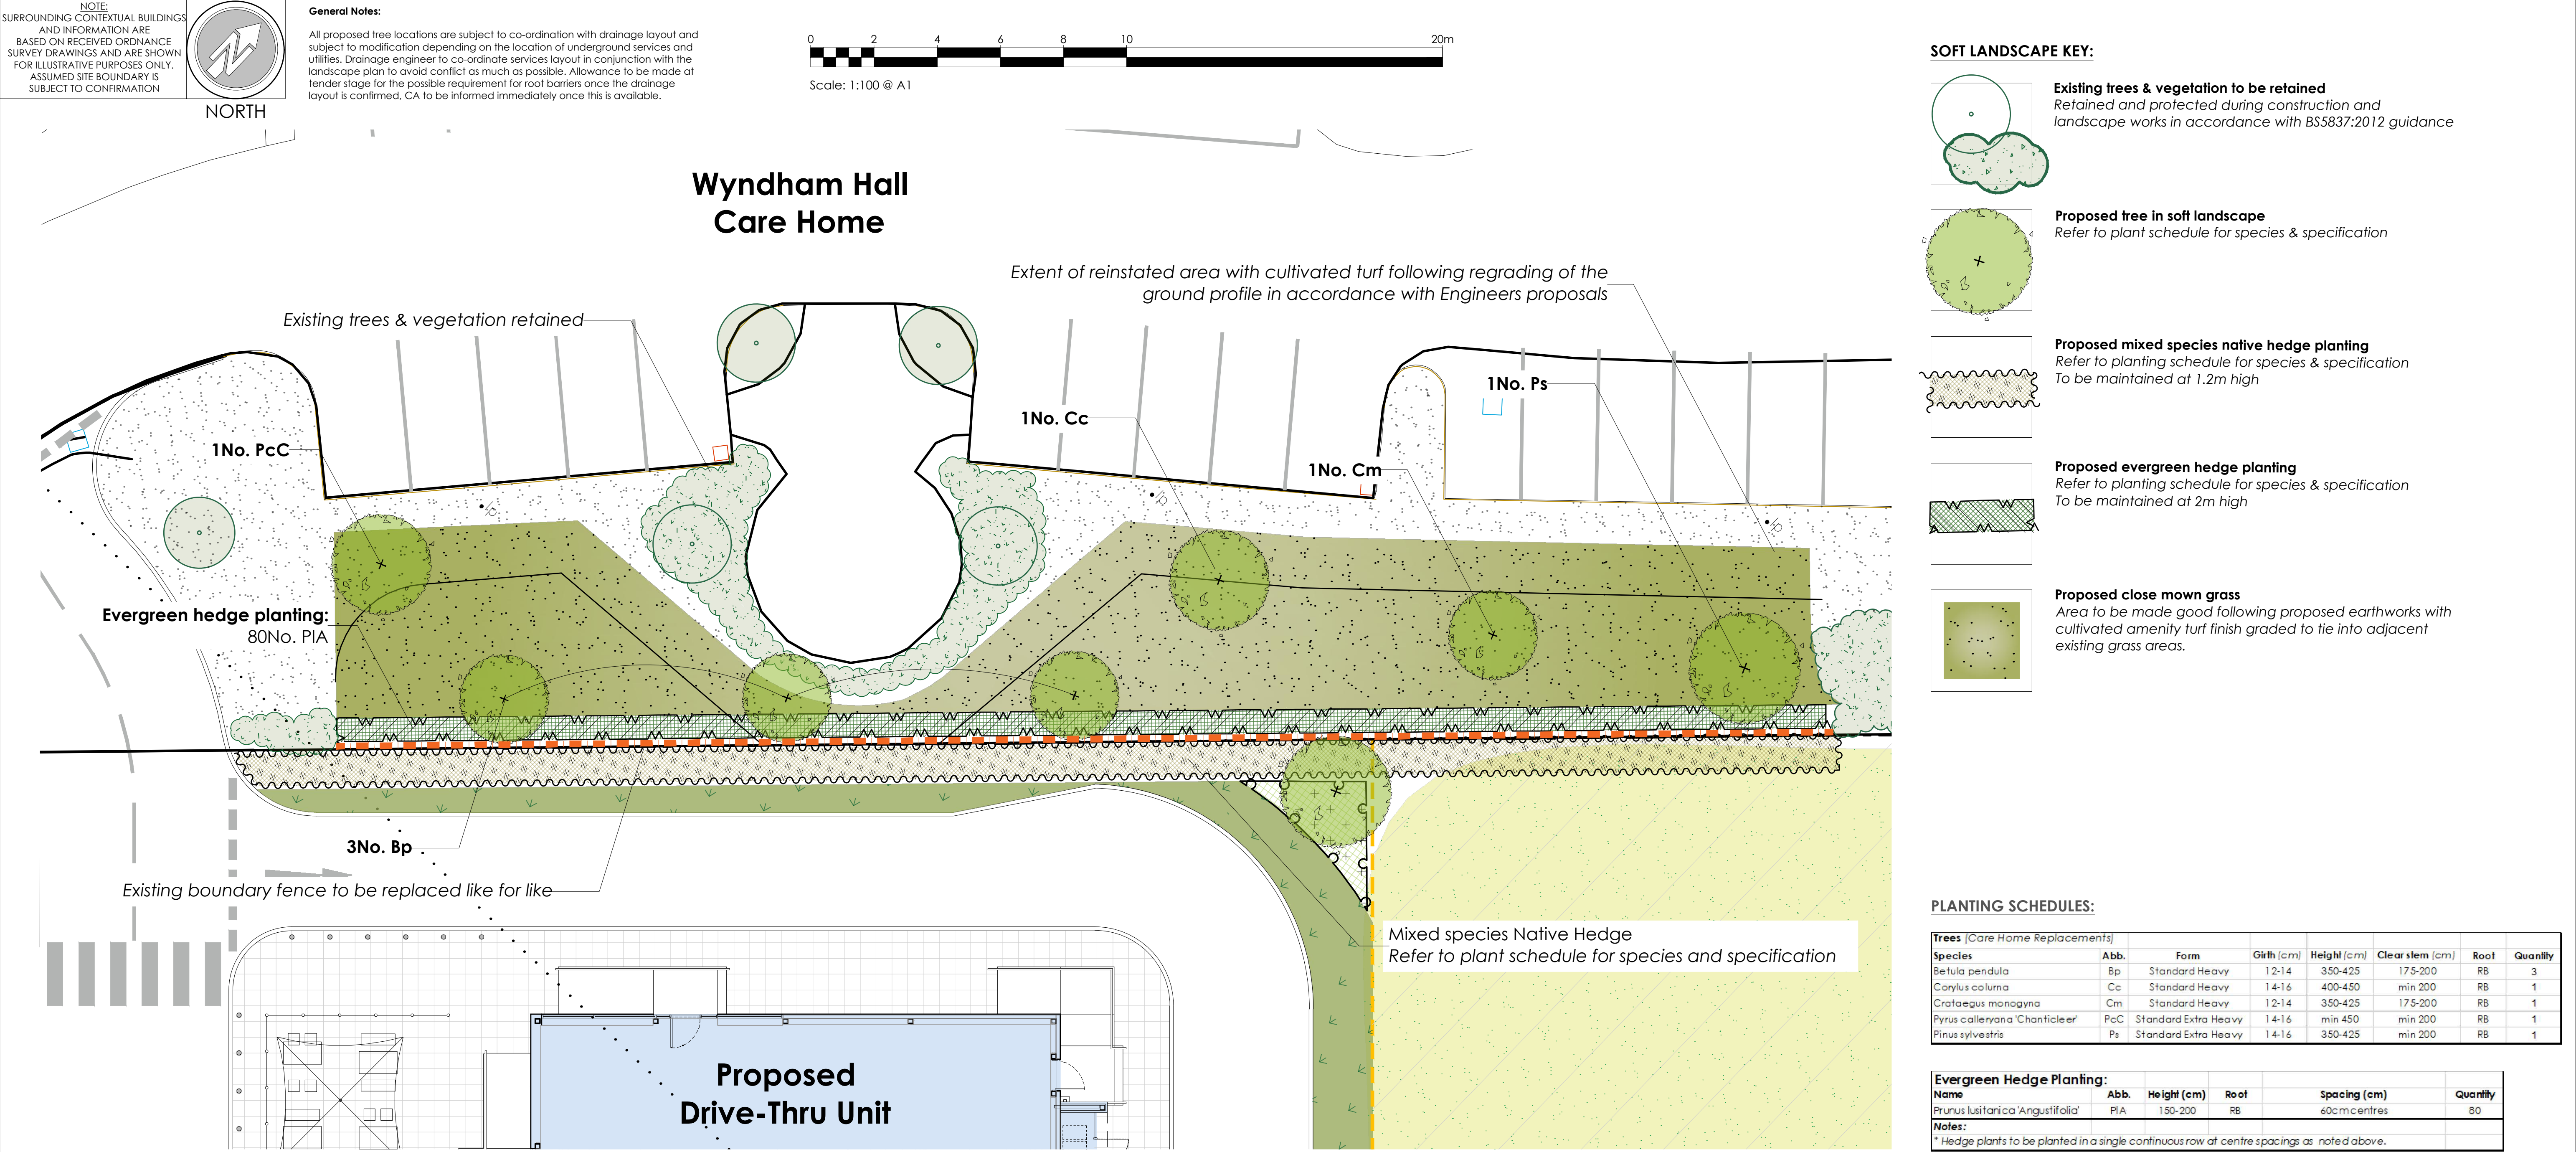 NOTE:
SURROUNDING CONTEXTUAL BUILDINGS
AND INFORMATION ARE
BASED ON RECEIVED ORDNANCE
SURVEY DRAWINGS AND ARE SHOWN
FOR ILLUSTRATIVE PURPOSES ONLY.
ASSUMED SITE BOUNDARY IS
SUBJECT TO CONFIRMATION
NORTH
General Notes:
All proposed tree locations are subject to co-ordination with drainage layout and
subject to modification depending on the location of underground services and
utilities. Drainage engineer to co-ordinate services layout in conjunction with the
landscape plan to avoid conflict as much as possible. Allowance to be made at
tender stage for the possible requirement for root barriers once the drainage
layout is confirmed, CA to be informed immediately once this is available.
0 2 4 6 8 10 20m
Scale: 1:100 @ A1
Wyndham Hall
Care Home
Extent of reinstated area with cultivated turf following regrading of the
ground profile in accordance with Engineers proposals
Existing trees & vegetation retained
1No. Ps
1No. Cc
1No. PcC
1No. Cm
Evergreen hedge planting:
80No. PlA
3No. Bp
Existing boundary fence to be replaced like for like
Mixed species Native Hedge
Refer to plant schedule for species and specification
Proposed
Drive-Thru Unit
SOFT LANDSCAPE KEY:
Existing trees & vegetation to be retained
Retained and protected during construction and
landscape works in accordance with BS5837:2012 guidance
Proposed tree in soft landscape
Refer to plant schedule for species & specification
Proposed mixed species native hedge planting
Refer to planting schedule for species & specification
To be maintained at 1.2m high
Proposed evergreen hedge planting
Refer to planting schedule for species & specification
To be maintained at 2m high
Proposed close mown grass
Area to be made good following proposed earthworks with
cultivated amenity turf finish graded to tie into adjacent
existing grass areas.
PLANTING SCHEDULES:
Trees (Care Home Replacements)
Species Abb. Form Girth (cm) Height (cm) Clear stem (cm) Root Quantity
Betula pendula Bp Standard Heavy 12-14 350-425 175-200 RB 3
Corylus colurna Cc Standard Heavy 14-16 400-450 min 200 RB 1
Crataegus monogyna Cm Standard Heavy 12-14 350-425 175-200 RB 1
Pyrus calleryana 'Chanticleer' PcC Standard Extra Heavy 14-16 min 450 min 200 RB 1
Pinus sylvestris Ps Standard Extra Heavy 14-16 350-425 min 200 RB 1
Evergreen Hedge Planting:
Name Abb. Height (cm) Root Spacing (cm) Quantity
Prunus lusitanica 'Angustifolia' PlA 150-200 RB 60cm centres 80
Notes:
* Hedge plants to be planted in a single continuous row at centre spacings as noted above.